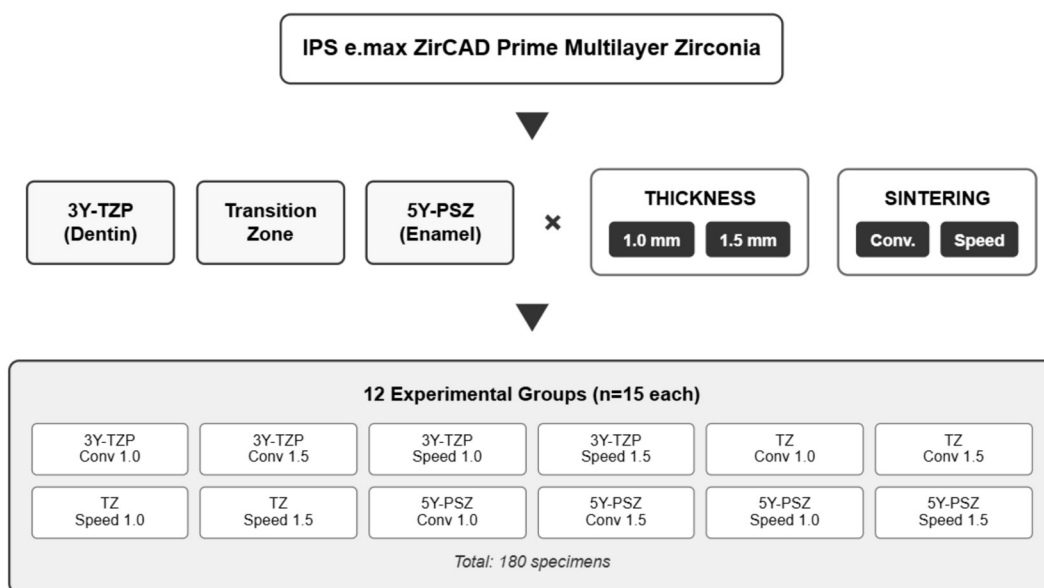 IPS e.max ZirCAD Prime Multilayer Zirconia
3Y-TZP
(Dentin)
Transition
Zone
5Y-PSZ
(Enamel)
×
THICKNESS
1.0 mm
1.5 mm
SINTERING
Conv.
Speed
12 Experimental Groups (n=15 each)
3Y-TZP
Conv 1.0
3Y-TZP
Conv 1.5
3Y-TZP
Speed 1.0
3Y-TZP
Speed 1.5
TZ
Conv 1.0
TZ
Conv 1.5
TZ
Speed 1.0
TZ
Speed 1.5
5Y-PSZ
Conv 1.0
5Y-PSZ
Conv 1.5
5Y-PSZ
Speed 1.0
5Y-PSZ
Speed 1.5
Total: 180 specimens